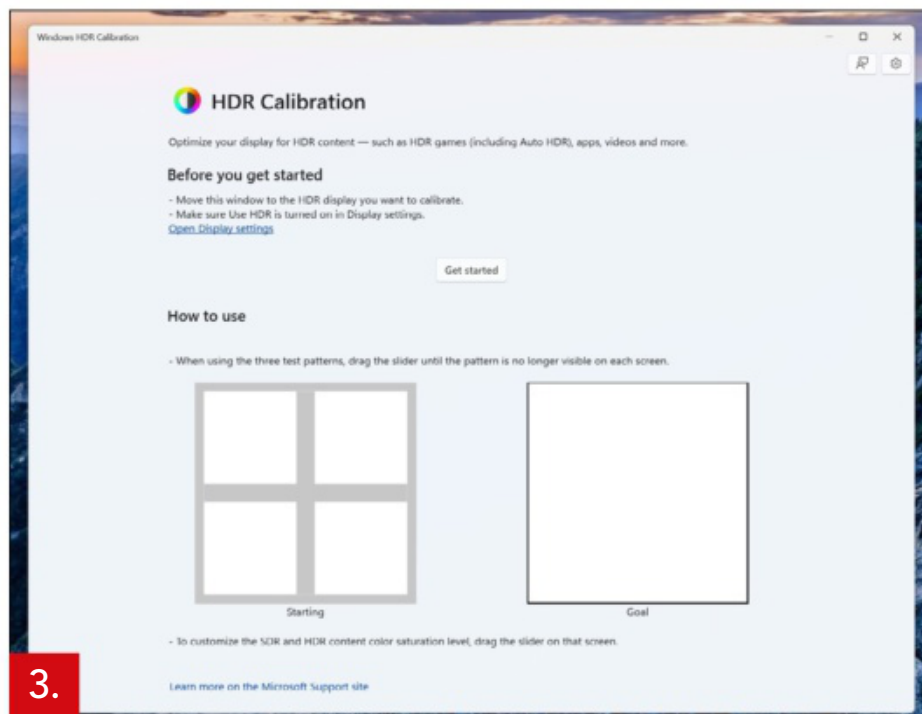 Windows HDR Calibration
HDR Calibration
Optimize your display for HDR content — such as HDR games (including Auto HDR), apps, videos and more.
Before you get started
- Move this window to the HDR display you want to calibrate.
- Make sure Use HDR is turned on in Display settings.
Open Display settings
Get started
How to use
- When using the three test patterns, drag the slider until the pattern is no longer visible on each screen.
Starting
Goal
- To customize the SDR and HDR content color saturation level, drag the slider on that screen.
Learn more on the Microsoft Support site
3.